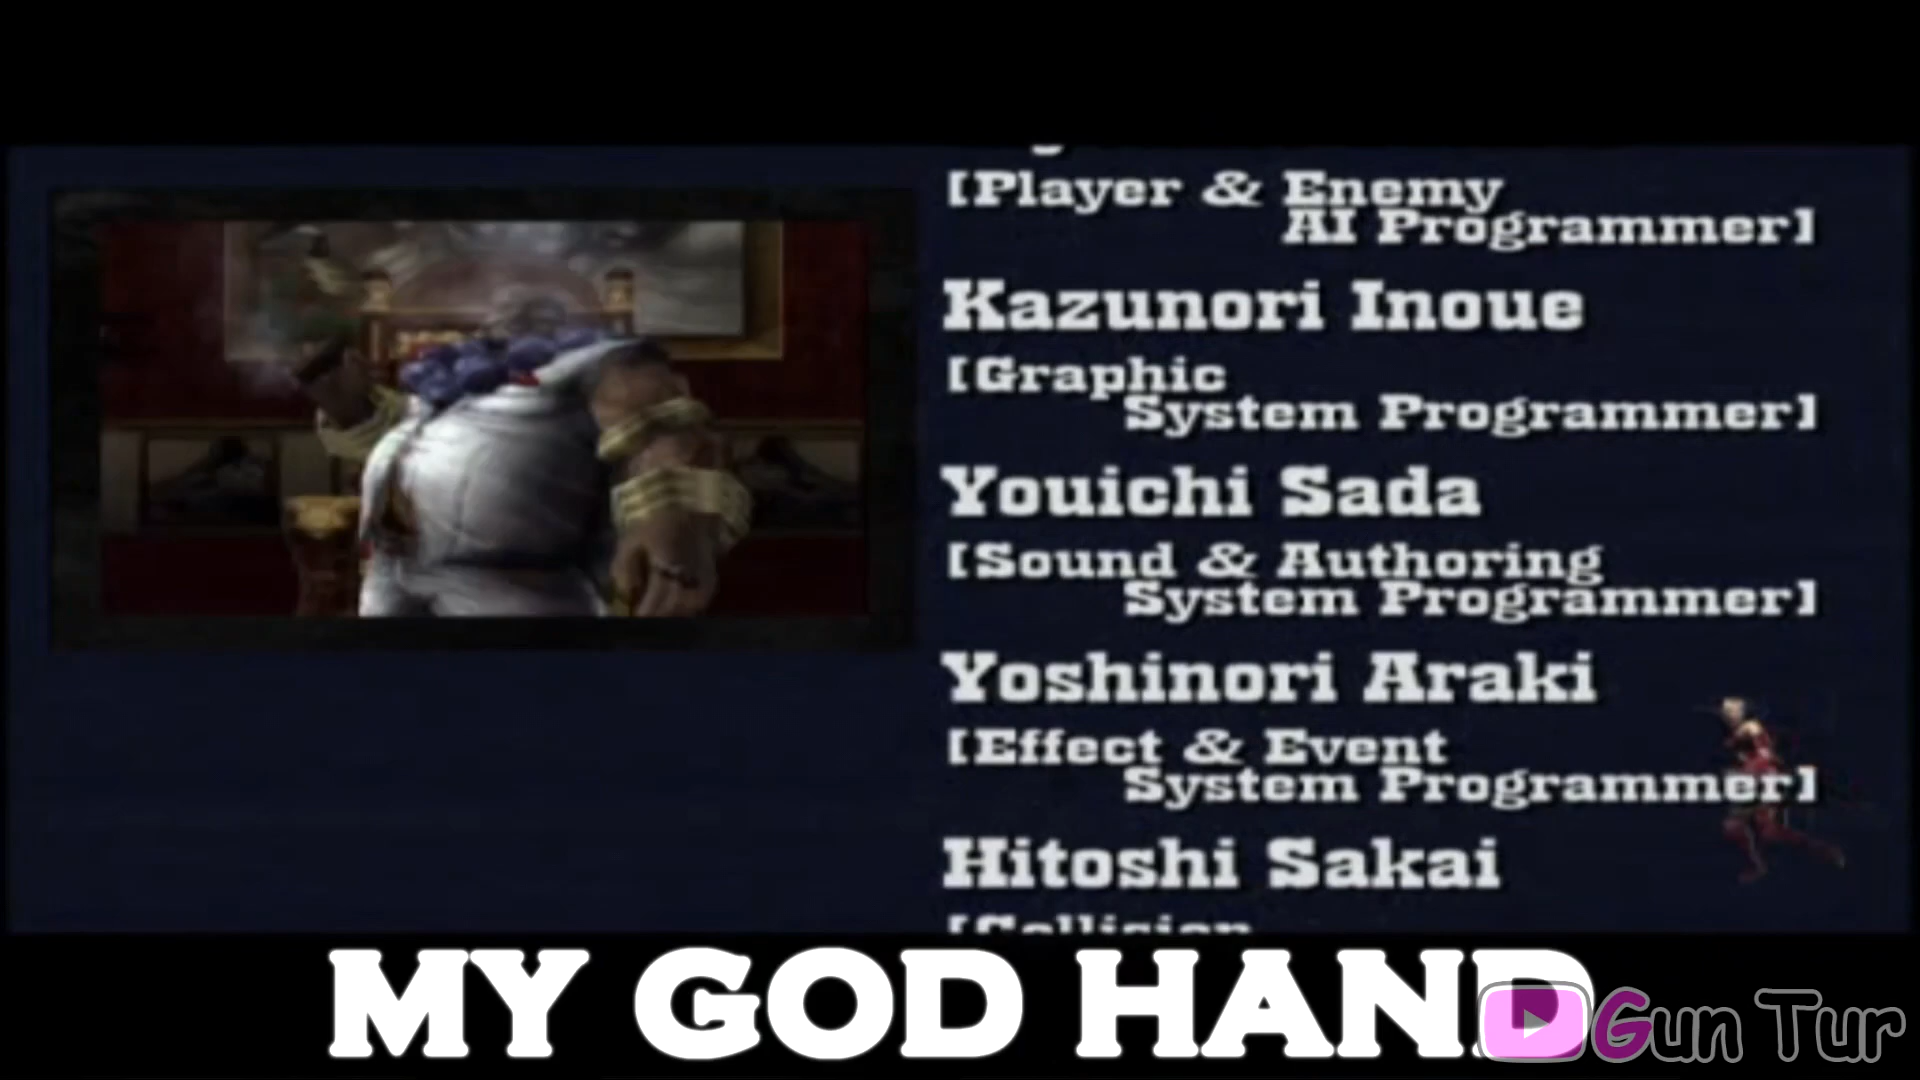 [Player & Enemy
AI Programmer]
Kazunori Inoue
[Graphic
System Programmer]
Youichi Sada
[Sound & Authoring
System Programmer]
Yoshinori Araki
[Effect & Event
System Programmer]
Hitoshi Sakai
[Collision
MY GOD HAND
Gun Tur